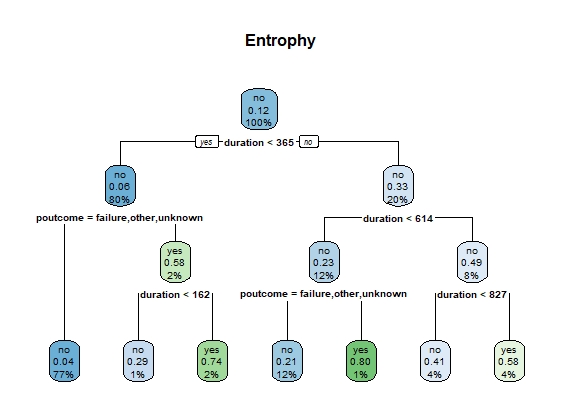 Entrophy
no
0.12
100%
yes duration < 365 no
no
0.06
80%
no
0.33
20%
poutcome = failure,other,unknown
duration < 614
yes
0.58
2%
no
0.23
12%
no
0.49
8%
duration < 162
poutcome = failure,other,unknown
duration < 827
no
0.04
77%
no
0.29
1%
yes
0.74
2%
no
0.21
12%
yes
0.80
1%
no
0.41
4%
yes
0.58
4%